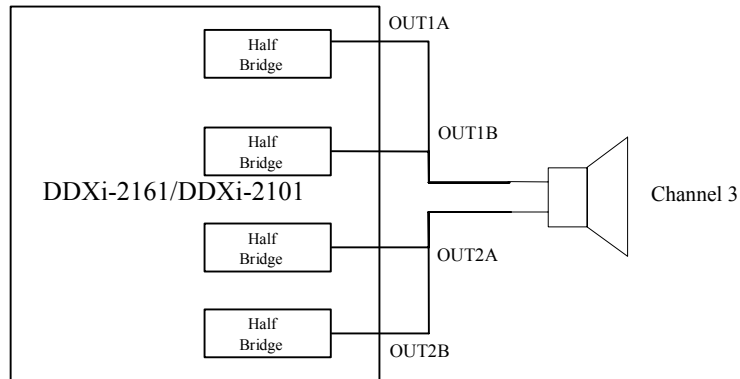 OUT1A
Half
Bridge
OUT1B
Half
Bridge
DDXi-2161/DDXi-2101
Channel 3
Half
Bridge
OUT2A
Half
Bridge
OUT2B